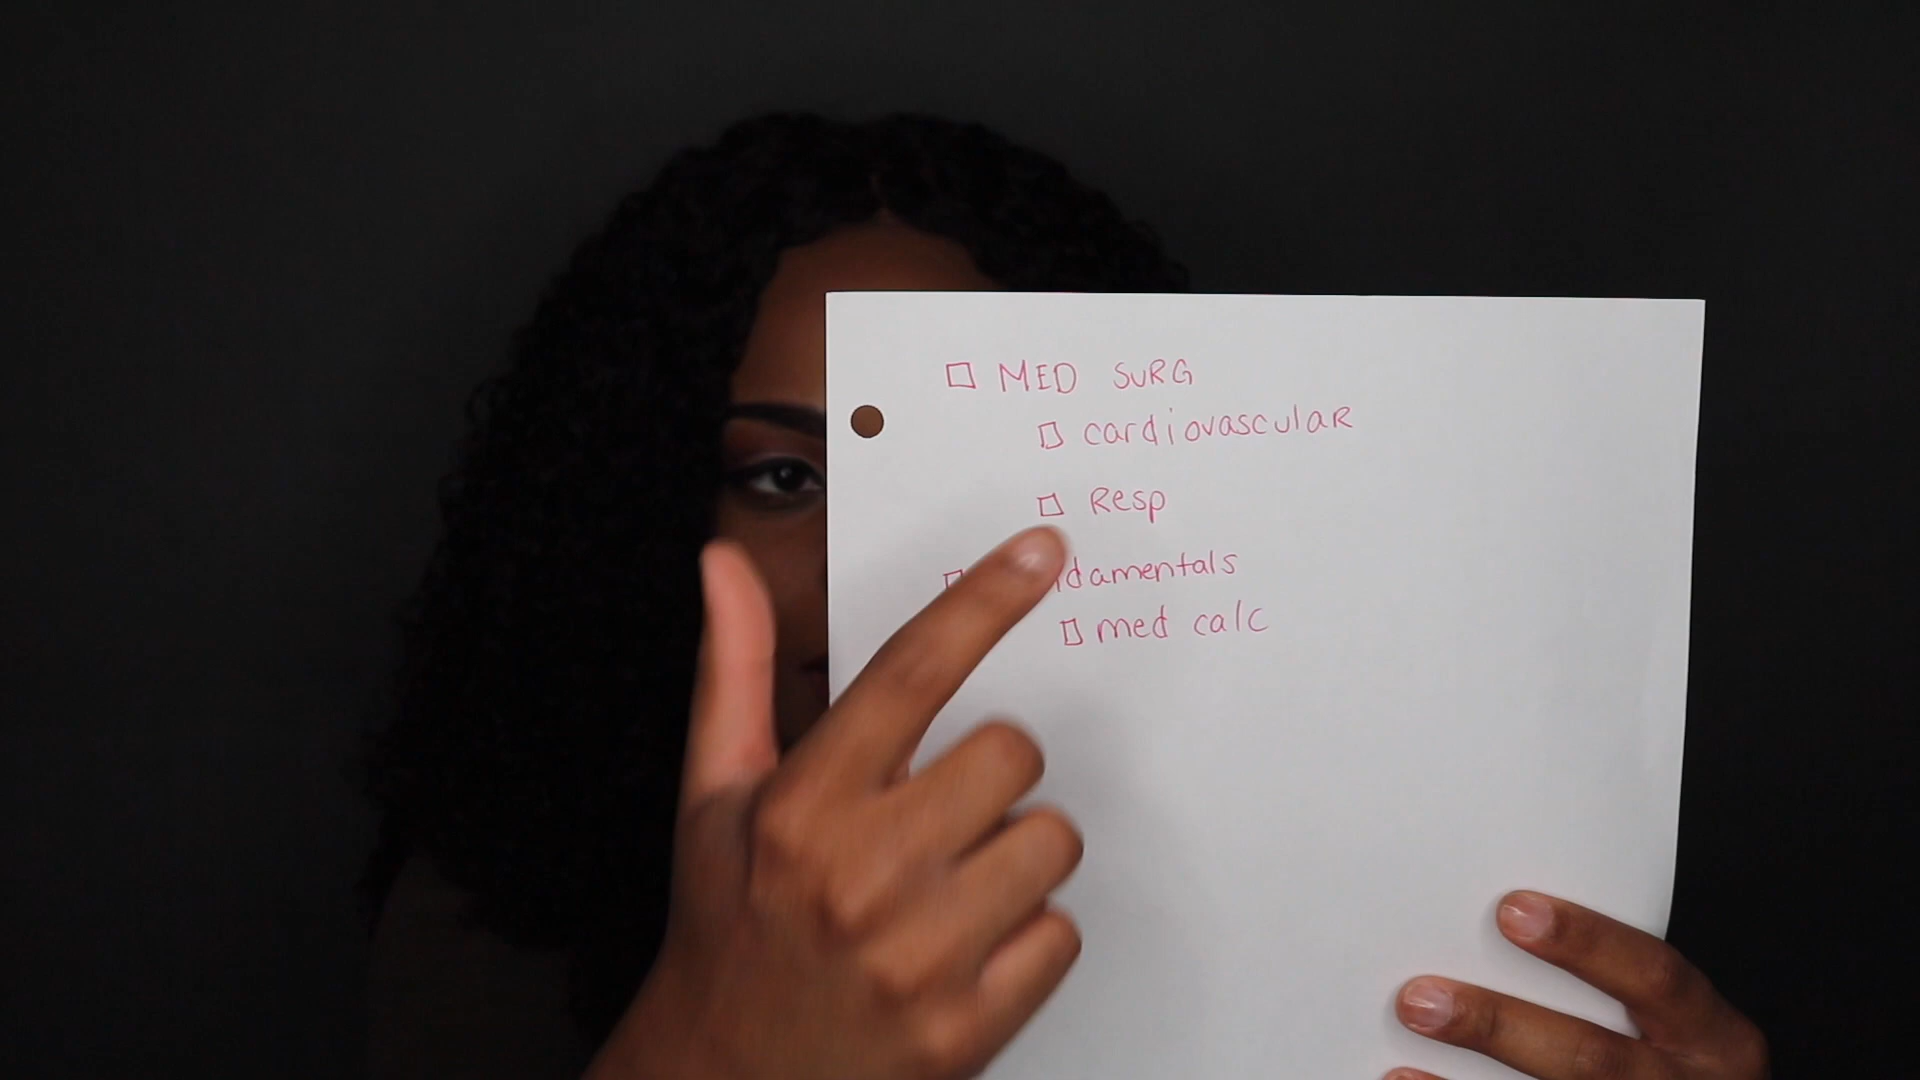 MED SURG
cardiovascular
Resp
damentals
med calc